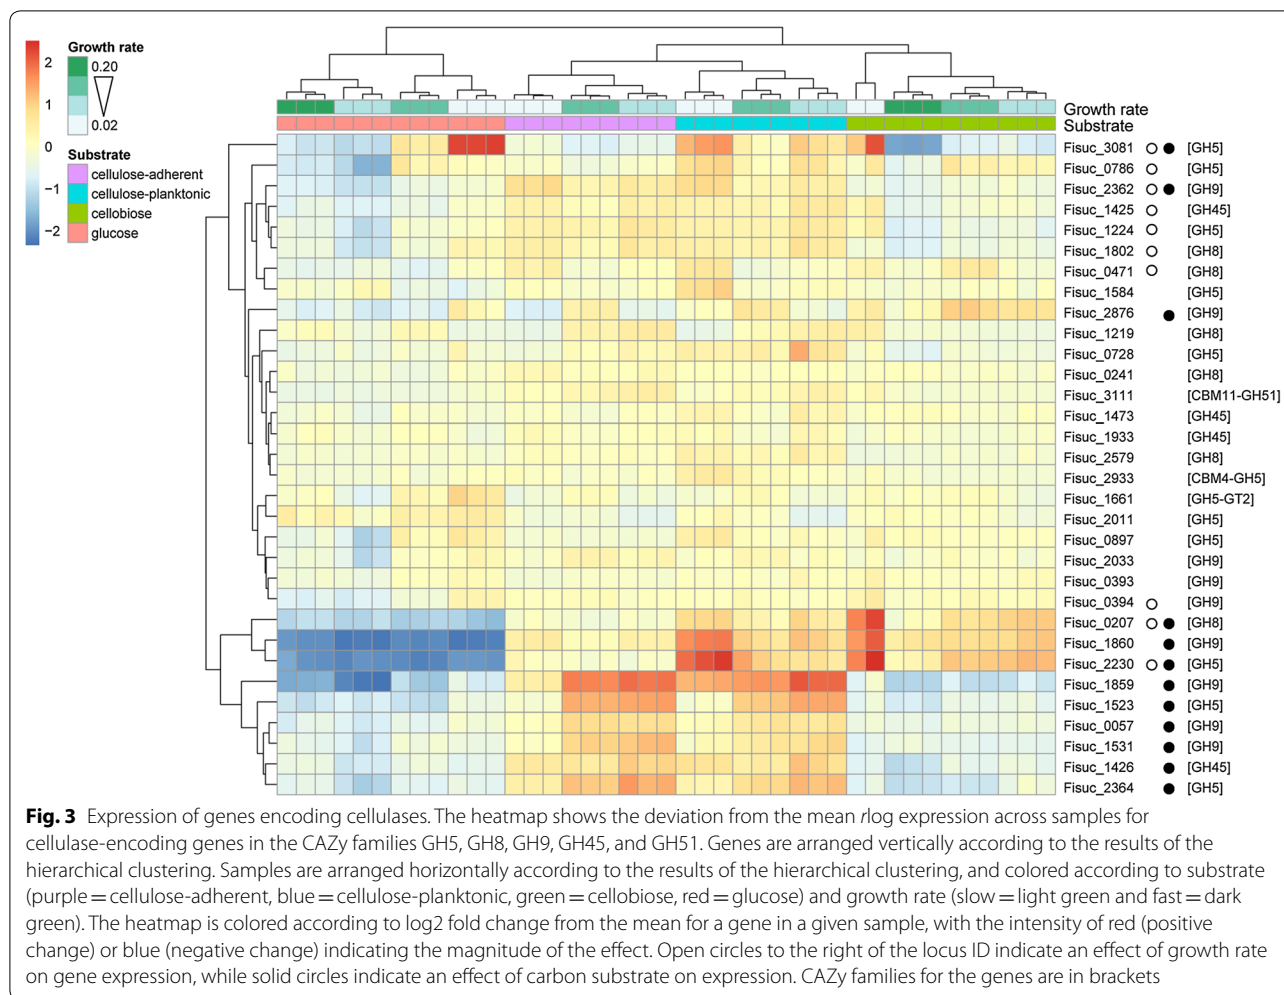 2
1
0
−1
−2
Growth rate
0.20
0.02
Substrate
cellulose-adherent
cellulose-planktonic
cellobiose
glucose
Growth rate
Substrate
Fisuc_3081 ○ ● [GH5]
Fisuc_0786 ○ [GH5]
Fisuc_2362 ○ ● [GH9]
Fisuc_1425 ○ [GH45]
Fisuc_1224 ○ [GH5]
Fisuc_1802 ○ [GH8]
Fisuc_0471 ○ [GH8]
Fisuc_1584 [GH5]
Fisuc_2876 ● [GH9]
Fisuc_1219 [GH8]
Fisuc_0728 [GH5]
Fisuc_0241 [GH8]
Fisuc_3111 [CBM11-GH51]
Fisuc_1473 [GH45]
Fisuc_1933 [GH45]
Fisuc_2579 [GH8]
Fisuc_2933 [CBM4-GH5]
Fisuc_1661 [GH5-GT2]
Fisuc_2011 [GH5]
Fisuc_0897 [GH5]
Fisuc_2033 [GH9]
Fisuc_0393 [GH9]
Fisuc_0394 ○ [GH9]
Fisuc_0207 ○ ● [GH8]
Fisuc_1860 ● [GH9]
Fisuc_2230 ○ ● [GH5]
Fisuc_1859 ● [GH9]
Fisuc_1523 ● [GH5]
Fisuc_0057 ● [GH9]
Fisuc_1531 ● [GH9]
Fisuc_1426 ● [GH45]
Fisuc_2364 ● [GH5]
Fig. 3 Expression of genes encoding cellulases. The heatmap shows the deviation from the mean rlog expression across samples for
cellulase-encoding genes in the CAZy families GH5, GH8, GH9, GH45, and GH51. Genes are arranged vertically according to the results of the
hierarchical clustering. Samples are arranged horizontally according to the results of the hierarchical clustering, and colored according to substrate
(purple = cellulose-adherent, blue = cellulose-planktonic, green = cellobiose, red = glucose) and growth rate (slow = light green and fast = dark
green). The heatmap is colored according to log2 fold change from the mean for a gene in a given sample, with the intensity of red (positive
change) or blue (negative change) indicating the magnitude of the effect. Open circles to the right of the locus ID indicate an effect of growth rate
on gene expression, while solid circles indicate an effect of carbon substrate on expression. CAZy families for the genes are in brackets